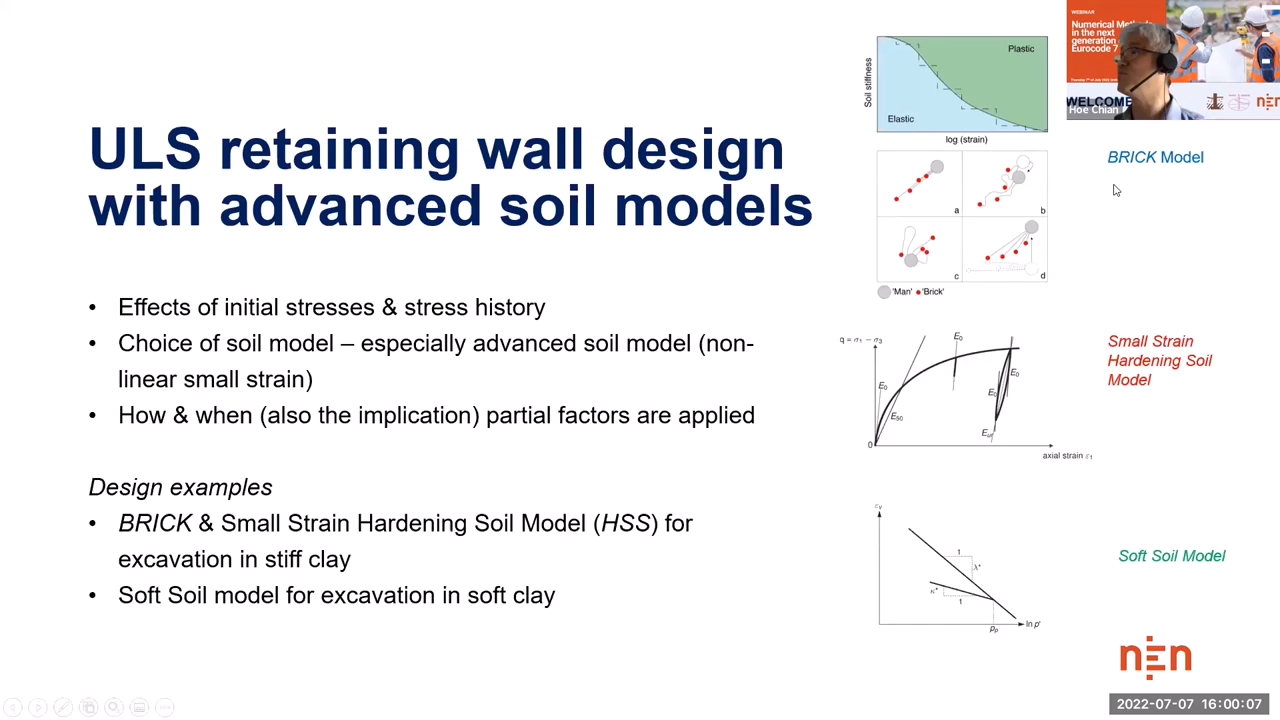 ULS retaining wall design
with advanced soil models
• Effects of initial stresses & stress history
• Choice of soil model – especially advanced soil model (non-
linear small strain)
• How & when (also the implication) partial factors are applied
Design examples
• BRICK & Small Strain Hardening Soil Model (HSS) for
excavation in stiff clay
• Soft Soil model for excavation in soft clay
Soil stiffness
Plastic
Elastic
log (strain)
a
b
c
d
'Man' 'Brick'
BRICK Model
q = σ₁ − σ₃
E₀
E₀
E₅₀
E₀
E₀
Eur
0
axial strain ε₁
Small Strain
Hardening Soil
Model
εv
1
λ*
κ*
1
pp
ln p'
Soft Soil Model
WEBINAR
Numerical Methods
in the next
generation
Eurocode 7
WELCOME
Hoe Chian
nen
nen
2022-07-07 16:00:07